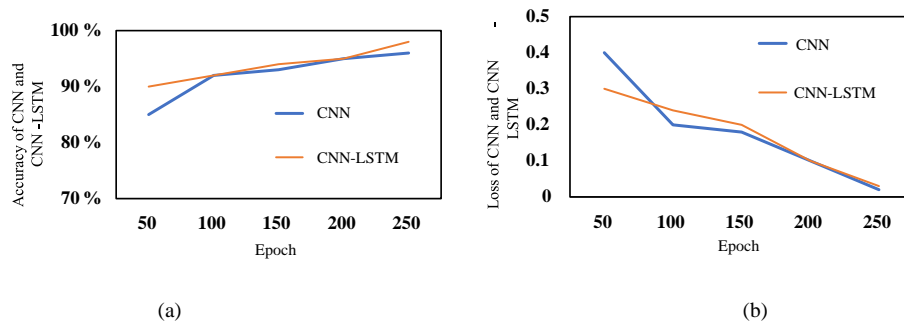 100 %
90 %
80 %
70 %
Accuracy of CNN and
CNN -LSTM
CNN
CNN-LSTM
50 100 150 200 250
Epoch
(a)
0.5
0.4
0.3
0.2
0.1
0
Loss of CNN and CNN -
LSTM
CNN
CNN-LSTM
50 100 150 200 250
Epoch
(b)